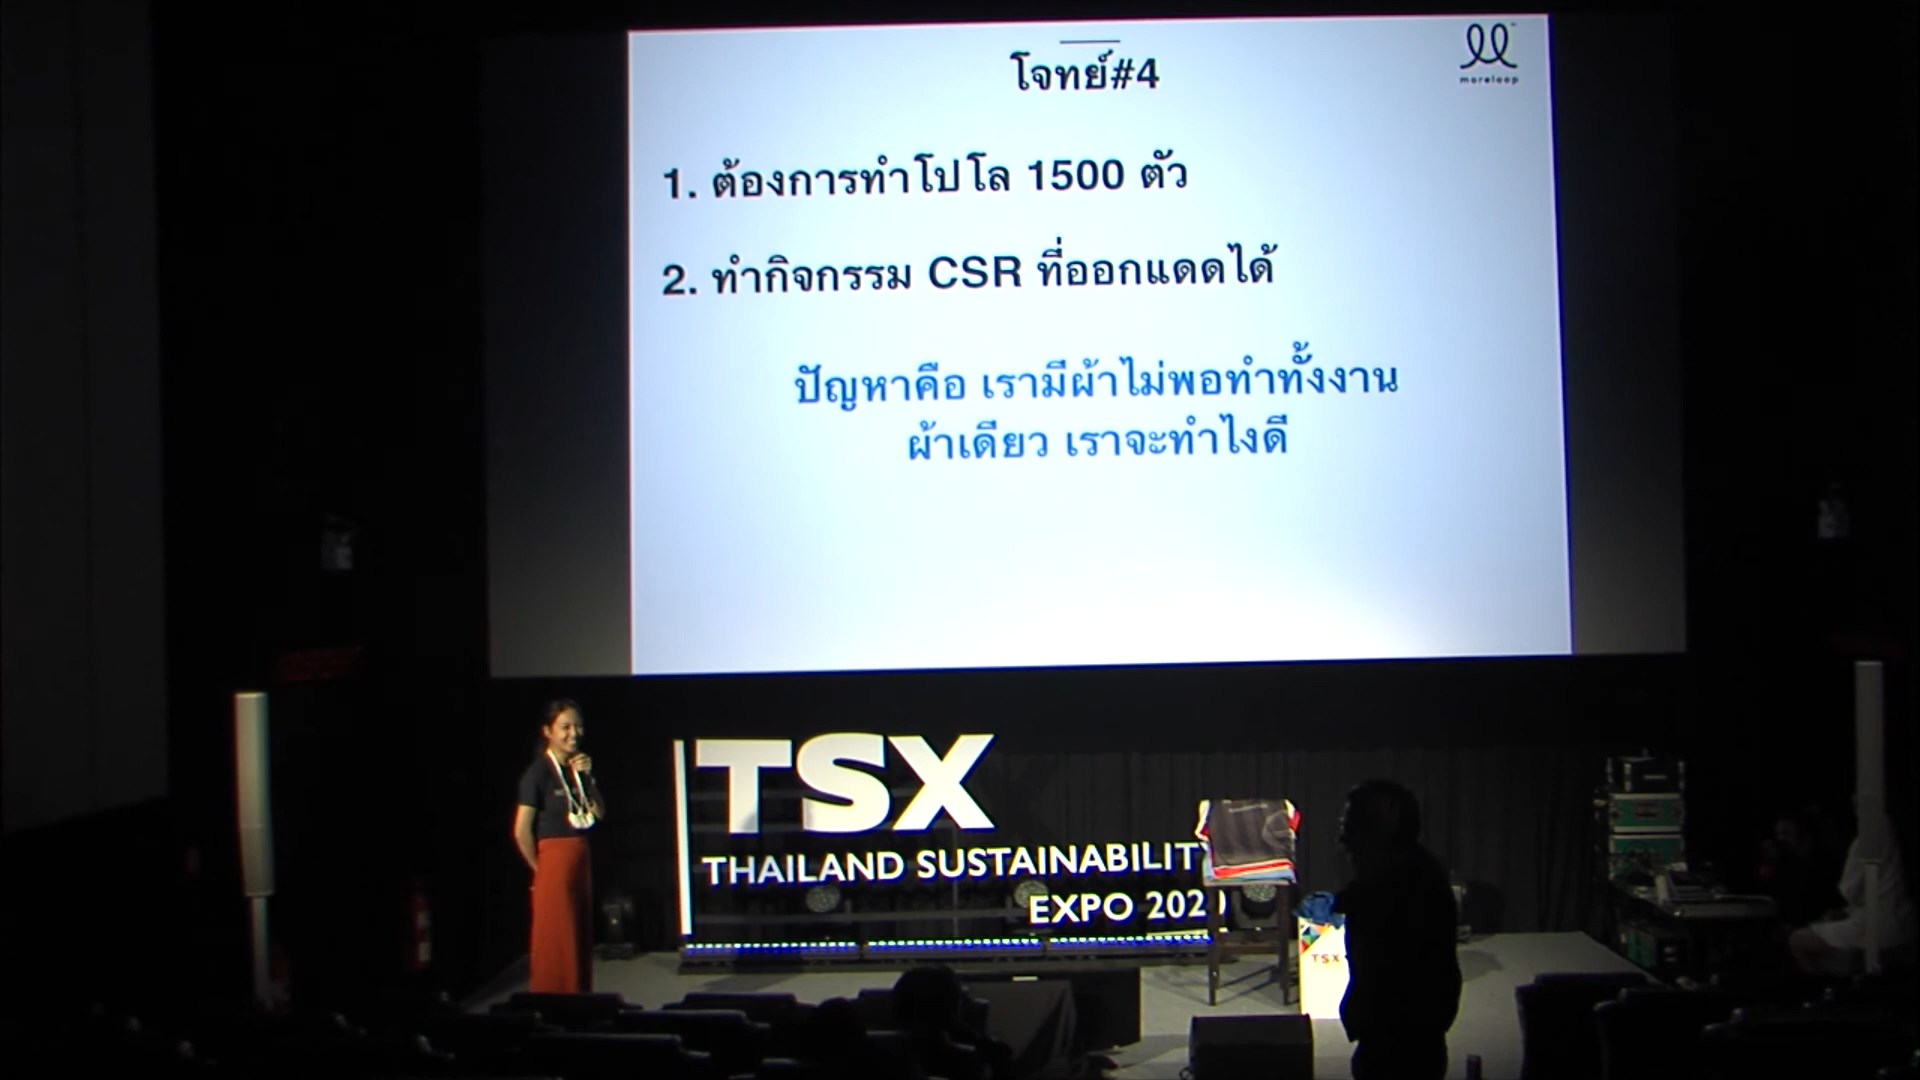 โจทย์#4
moreloop
1. ต้องการทำโปโล 1500 ตัว
2. ทำกิจกรรม CSR ที่ออกแดดได้
ปัญหาคือ เรามีผ้าไม่พอทำทั้งงาน
ผ้าเดียว เราจะทำไงดี
TSX
THAILAND SUSTAINABILITY
EXPO 2020
TSX